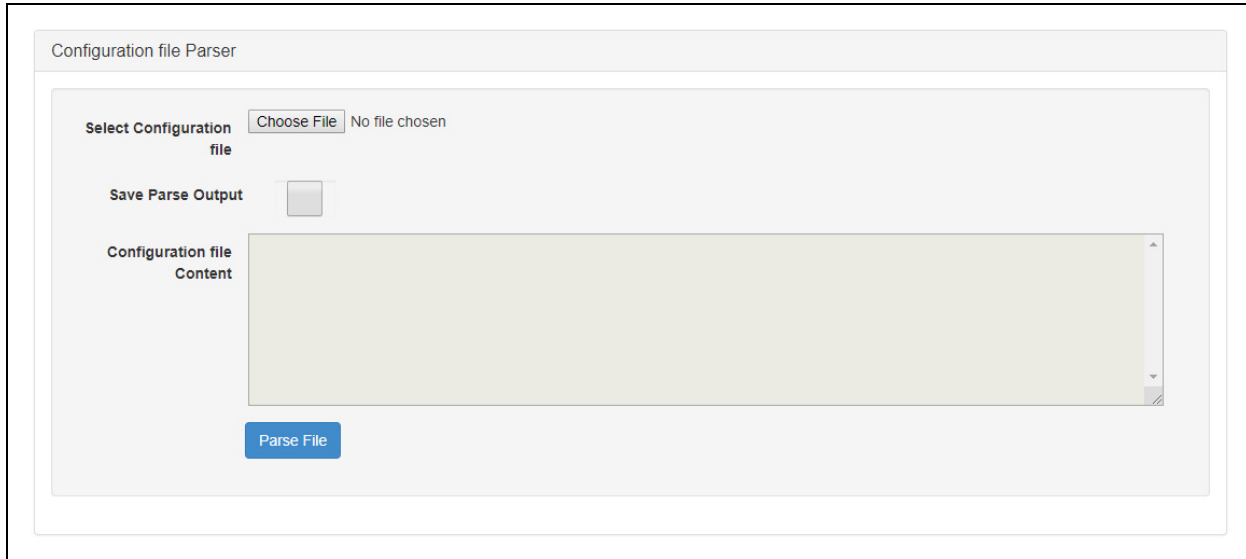 Configuration file Parser
Select Configuration
file
Choose File No file chosen
Save Parse Output
Configuration file
Content
Parse File